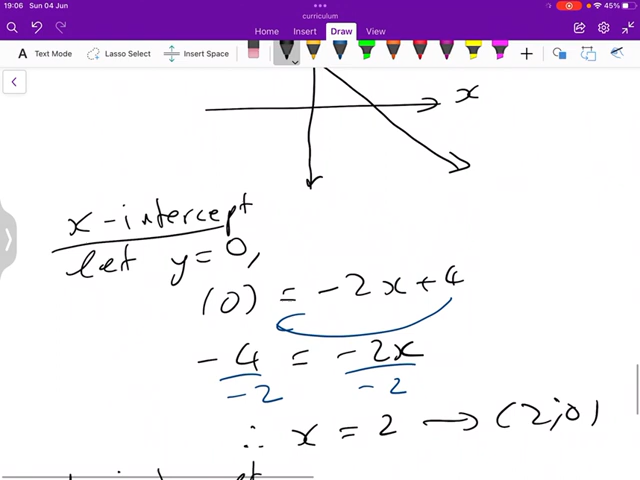 19:06 Sun 04 Jun
45%
curriculum
Home Insert Draw View
A Text Mode Lasso Select Insert Space
x
x-intercept
let y=0,
(0) = -2x+4
-4/-2 = -2x/-2
∴ x = 2 → (2;0)